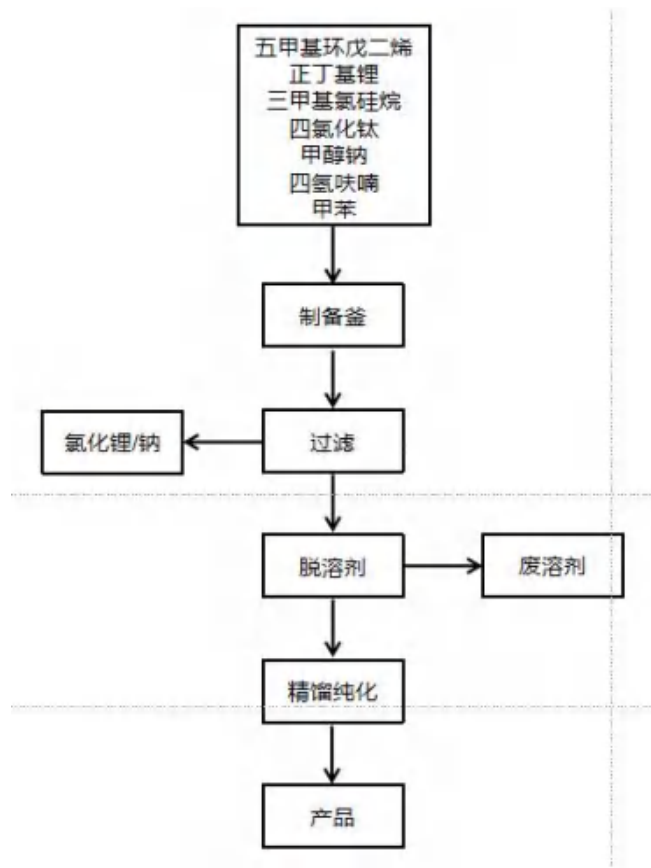 五甲基环戊二烯
正丁基锂
三甲基氯硅烷
四氯化钛
甲醇钠
四氢呋喃
甲苯
制备釜
氯化锂/钠
过滤
脱溶剂
废溶剂
精馏纯化
产品